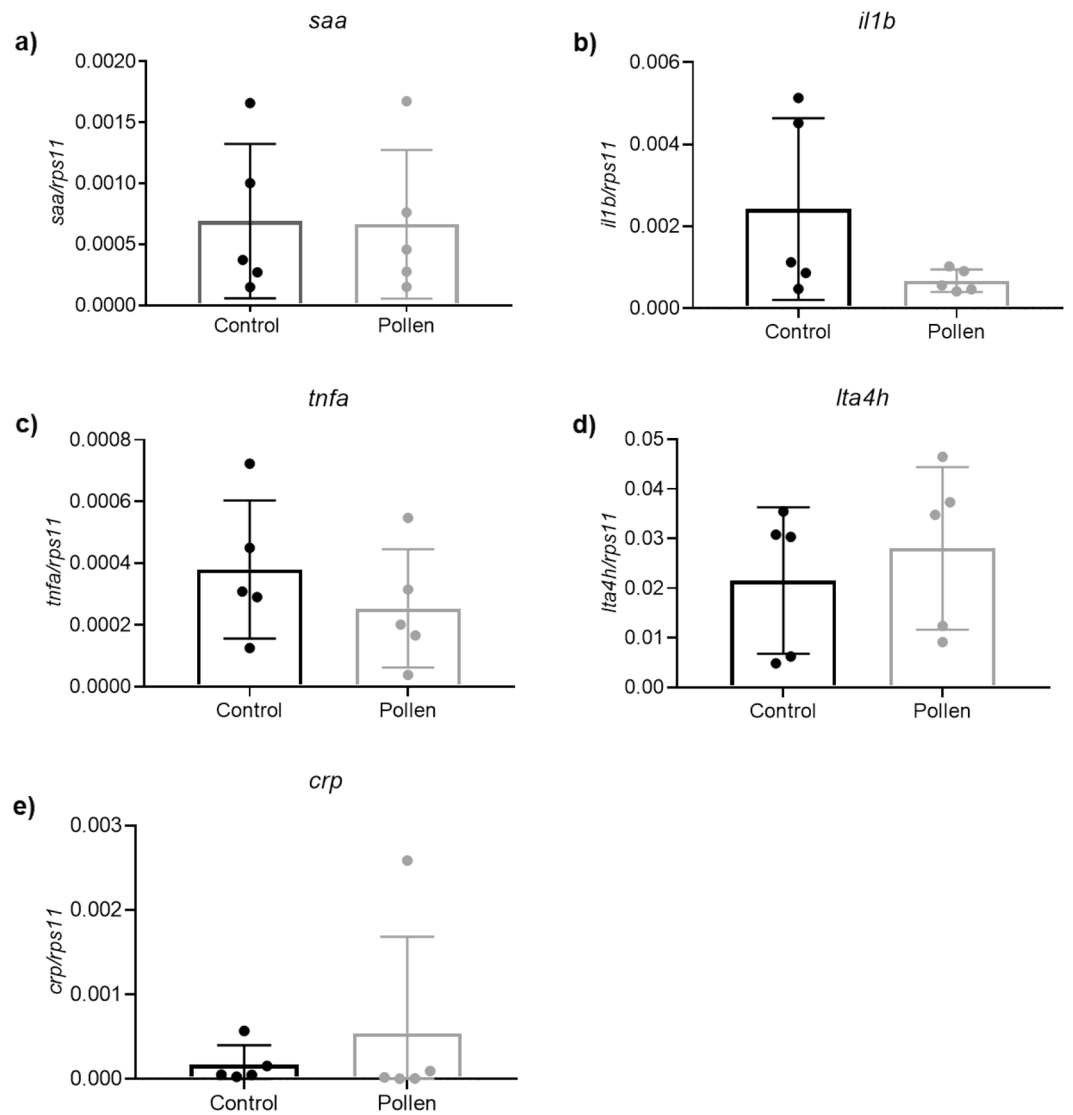 saa
a)
0.0020
0.0015
0.0010
0.0005
0.0000
saa/rps11
Control Pollen
il1b
b)
0.006
0.004
0.002
0.000
il1b/rps11
Control Pollen
tnfa
c)
0.0008
0.0006
0.0004
0.0002
0.0000
tnfa/rps11
Control Pollen
lta4h
d)
0.05
0.04
0.03
0.02
0.01
0.00
lta4h/rps11
Control Pollen
crp
e)
0.003
0.002
0.001
0.000
crp/rps11
Control Pollen